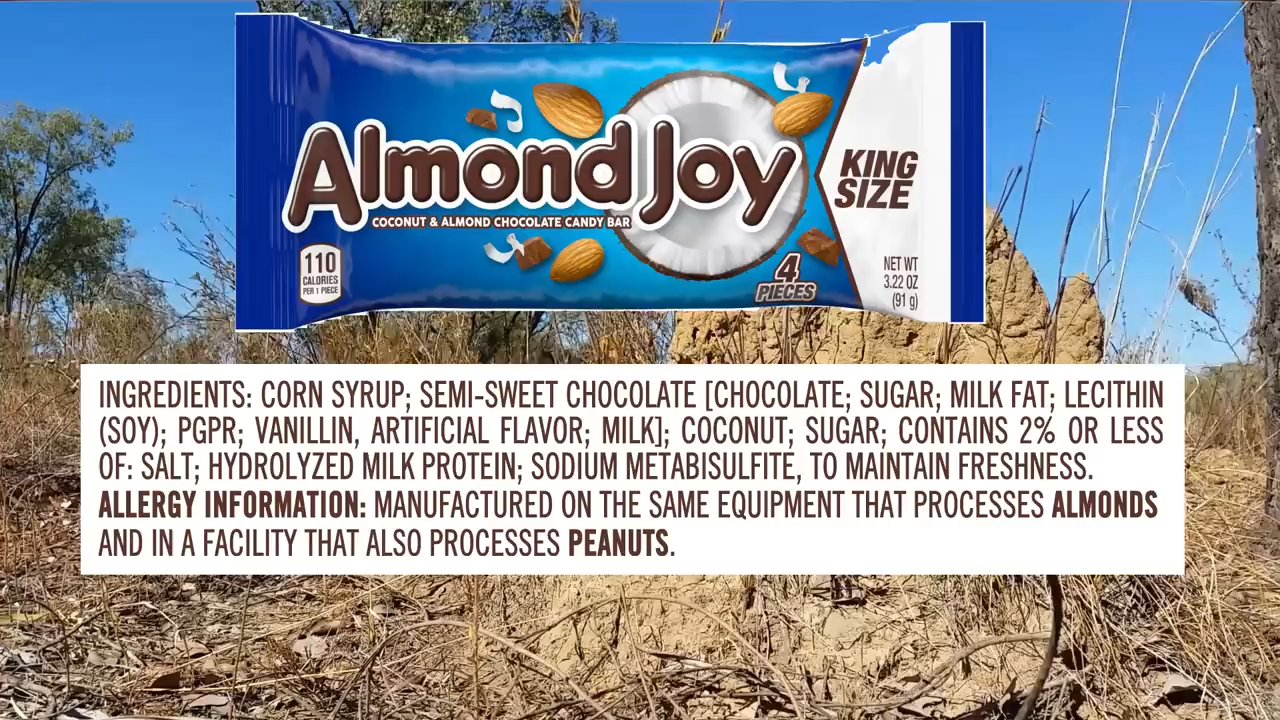 Almond Joy
COCONUT & ALMOND CHOCOLATE CANDY BAR
KING
SIZE
110
CALORIES
PER 1 PIECE
4
PIECES
NET WT
3.22 OZ
(91 g)
INGREDIENTS: CORN SYRUP; SEMI-SWEET CHOCOLATE [CHOCOLATE; SUGAR; MILK FAT; LECITHIN
(SOY); PGPR; VANILLIN, ARTIFICIAL FLAVOR; MILK]; COCONUT; SUGAR; CONTAINS 2% OR LESS
OF: SALT; HYDROLYZED MILK PROTEIN; SODIUM METABISULFITE, TO MAINTAIN FRESHNESS.
ALLERGY INFORMATION: MANUFACTURED ON THE SAME EQUIPMENT THAT PROCESSES ALMONDS
AND IN A FACILITY THAT ALSO PROCESSES PEANUTS.